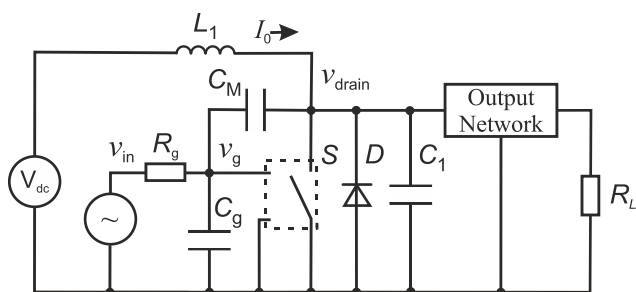 L1
I0
CM
vdrain
Output
Network
vin
Rg
vg
S
D
C1
Vdc
~
Cg
RL